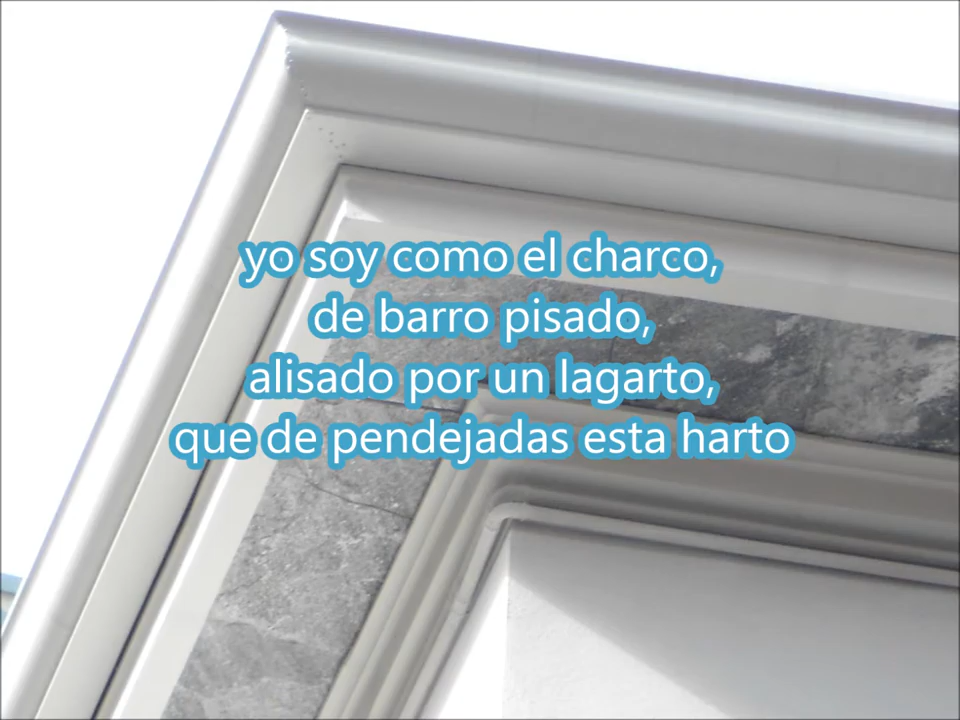 yo soy como el charco,
de barro pisado,
alisado por un lagarto,
que de pendejadas esta harto